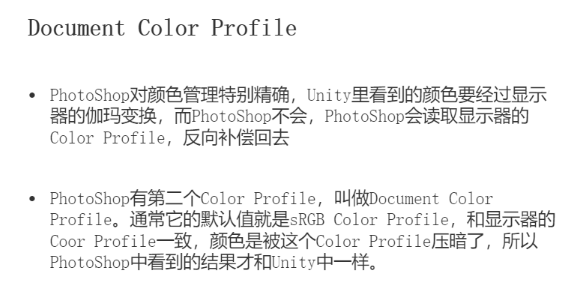 Document Color Profile
• PhotoShop对颜色管理特别精确，Unity里看到的颜色要经过显示
器的伽玛变换，而PhotoShop不会，PhotoShop会读取显示器的
Color Profile，反向补偿回去
• PhotoShop有第二个Color Profile，叫做Document Color
Profile。通常它的默认值就是sRGB Color Profile，和显示器的
Coor Profile一致，颜色是被这个Color Profile压暗了，所以
PhotoShop中看到的结果才和Unity中一样。